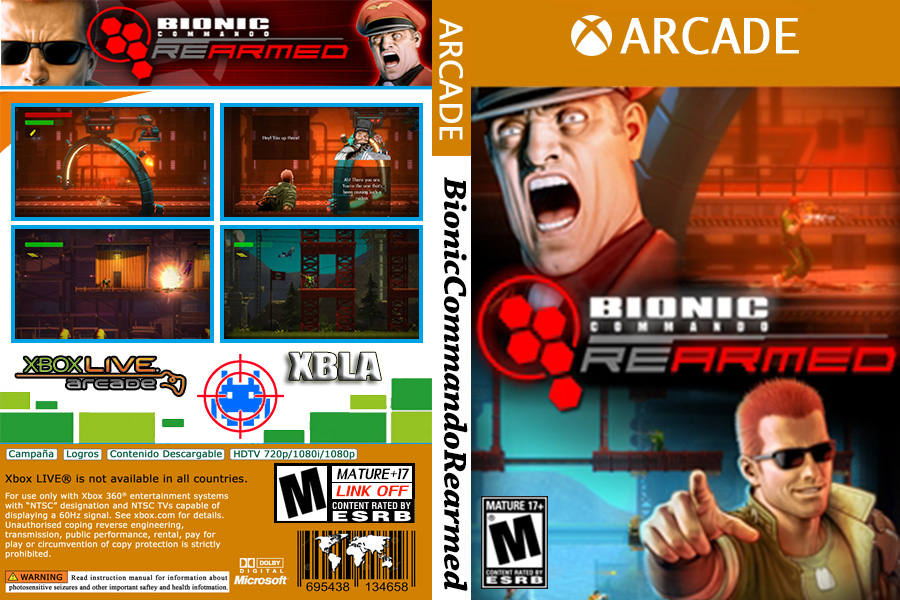 BIONIC
COMMANDO
REARMED
Hey! You up there!
Ah! There you are.
You're the one that's
XBOX LIVE
arcade
XBLA
Campaña
Logros
Contenido Descargable
HDTV 720p/1080i/1080p
Xbox LIVE® is not available in all countries.
For use only with Xbox 360® entertainment systems
with “NTSC” designation and NTSC TVs capable of
displaying a 60Hz signal. See xbox.com for details.
Unauthorised coping reverse engineering,
transmission, public performance, rental, pay for
play or circumvention of copy protection is strictly
prohibited.
WARNING Read instruction manual for information about
photosensitive seizures and other important saftey and health infotmation.
M
MATURE+17
LINK OFF
CONTENT RATED BY
ESRB
DOLBY
DIGITAL
Microsoft
695438 134658
ARCADE
BionicCommandoRearmed
ARCADE
BIONIC
COMMANDO
REARMED
MATURE 17+
M
CONTENT RATED BY
ESRB